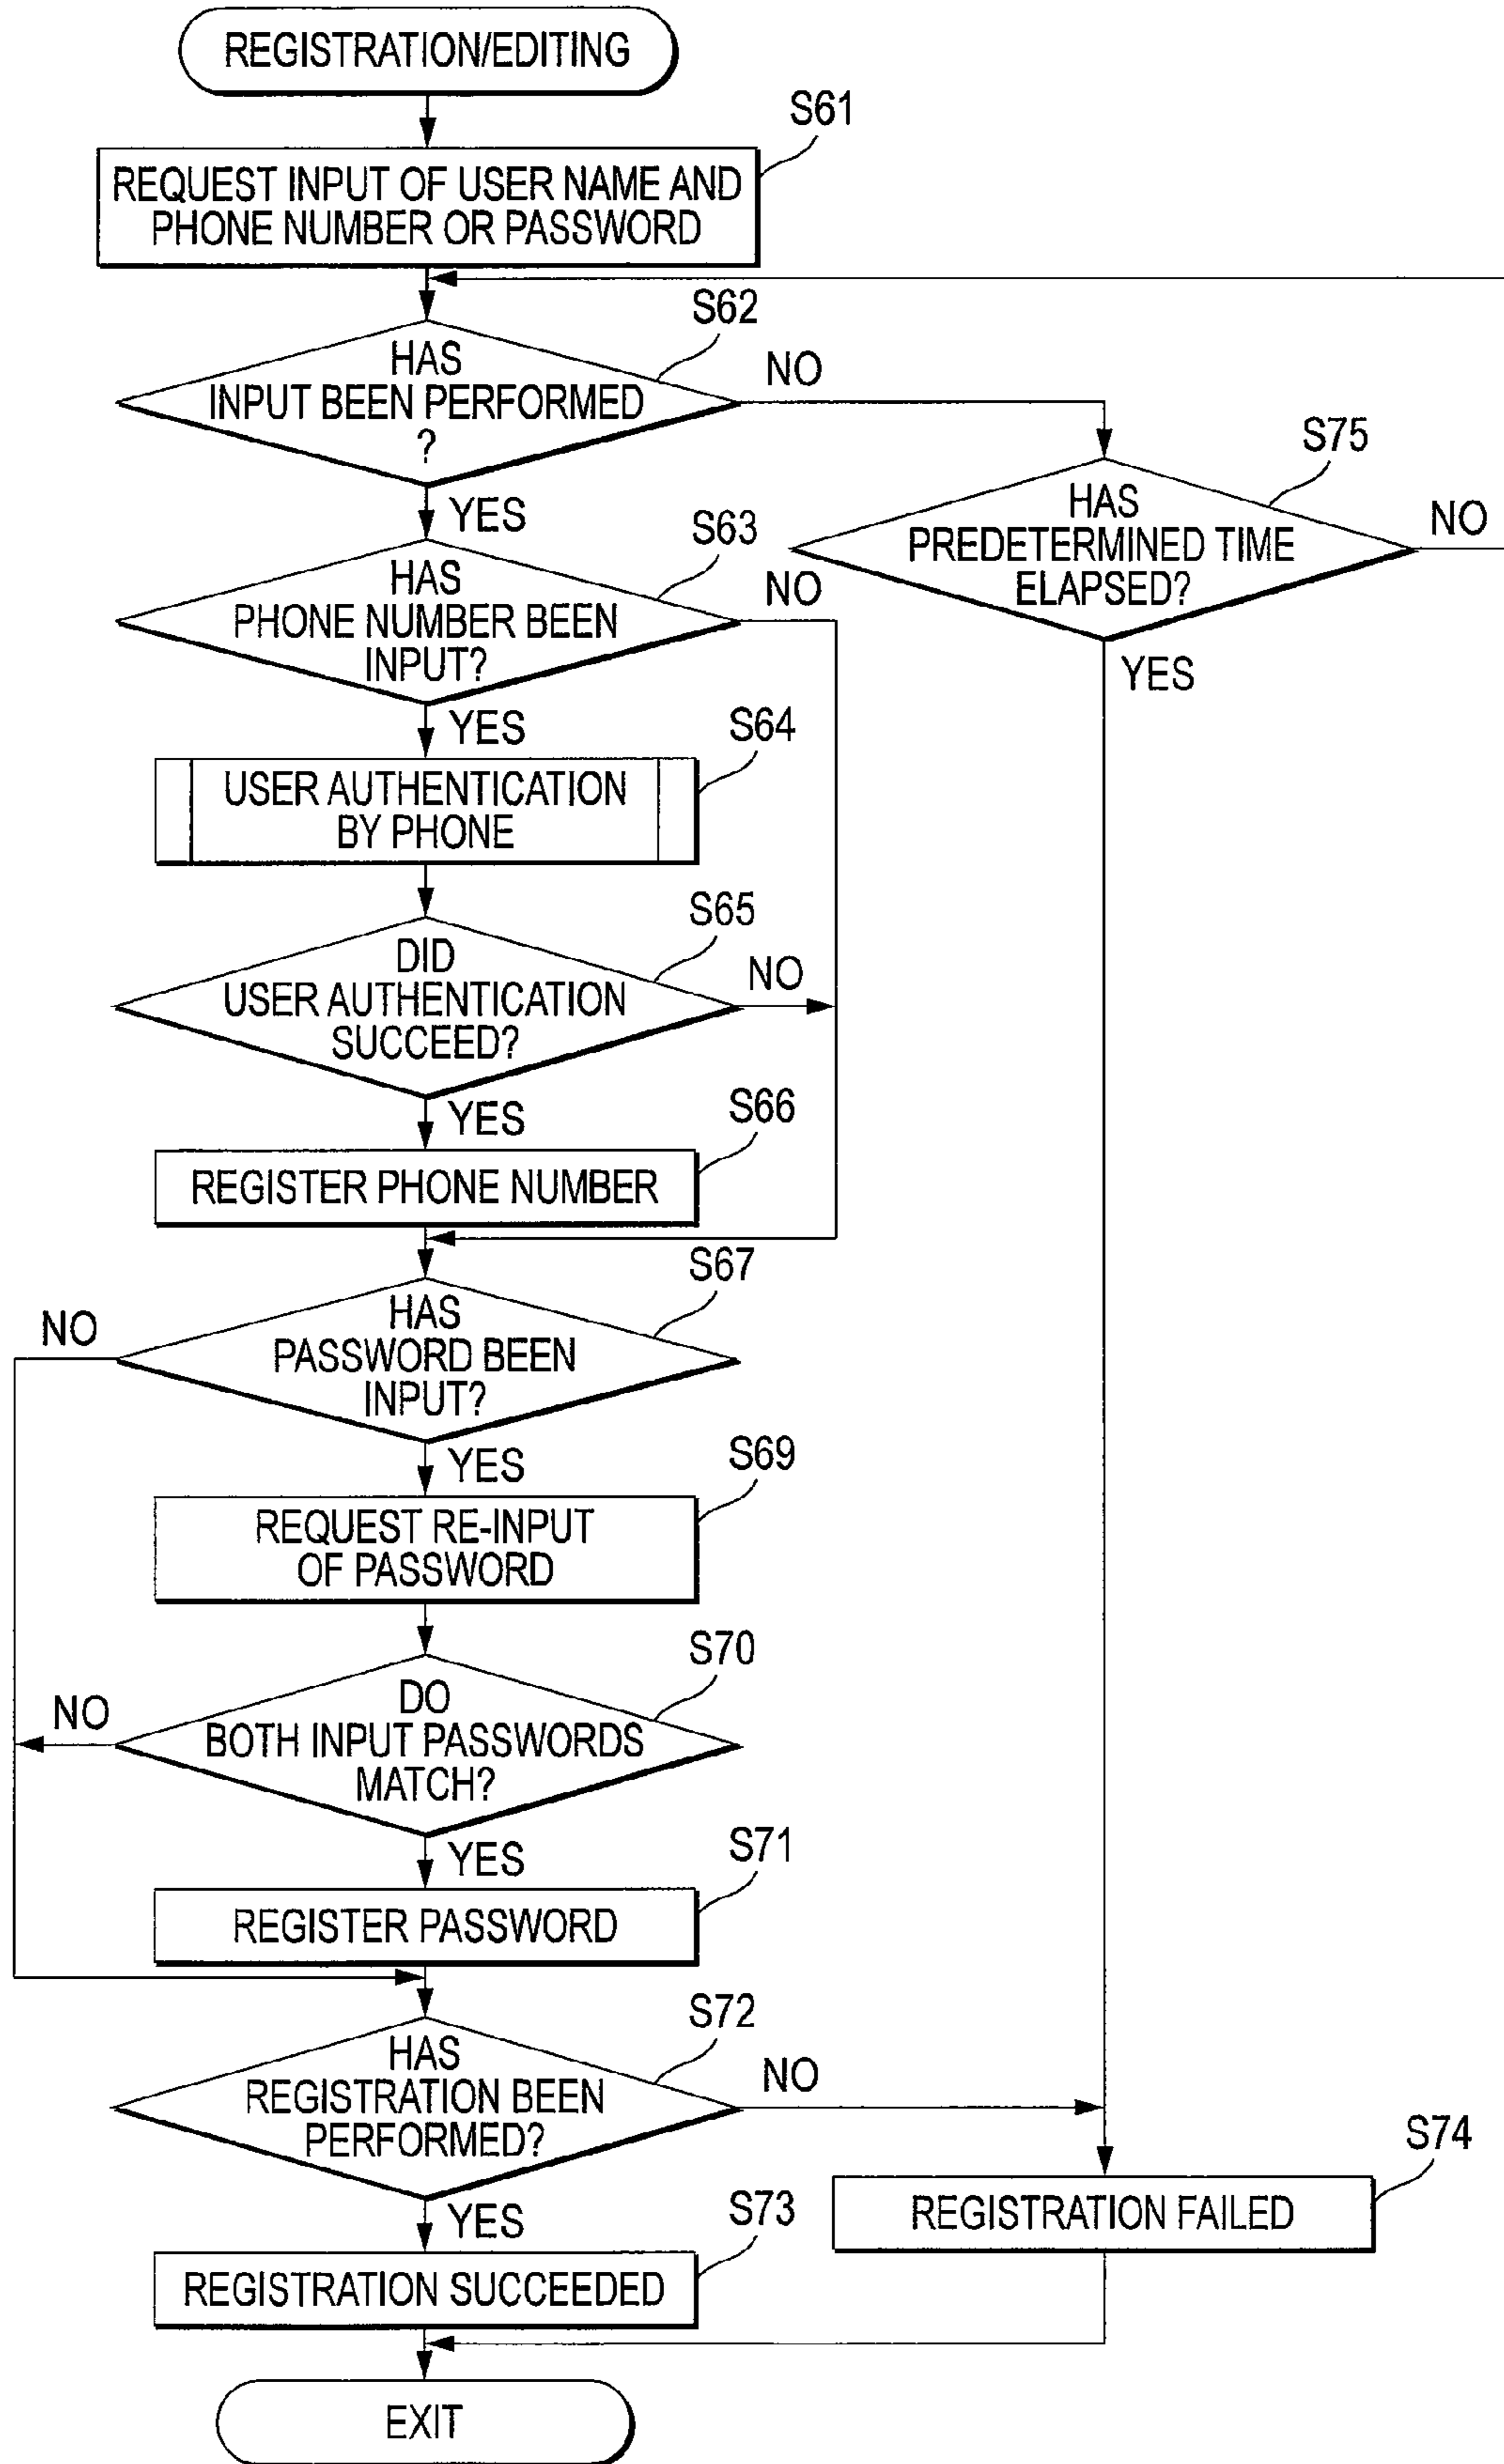 REGISTRATION/EDITING
S61
REQUEST INPUT OF USER NAME AND
PHONE NUMBER OR PASSWORD
S62
HAS
INPUT BEEN PERFORMED
?
NO
YES
S75
HAS
PREDETERMINED TIME
ELAPSED?
NO
YES
S63
HAS
PHONE NUMBER BEEN
INPUT?
NO
YES
S64
USER AUTHENTICATION
BY PHONE
S65
DID
USER AUTHENTICATION
SUCCEED?
NO
YES
S66
REGISTER PHONE NUMBER
S67
HAS
PASSWORD BEEN
INPUT?
NO
YES
S69
REQUEST RE-INPUT
OF PASSWORD
S70
DO
BOTH INPUT PASSWORDS
MATCH?
NO
YES
S71
REGISTER PASSWORD
S72
HAS
REGISTRATION BEEN
PERFORMED?
NO
YES
S74
REGISTRATION FAILED
S73
REGISTRATION SUCCEEDED
EXIT